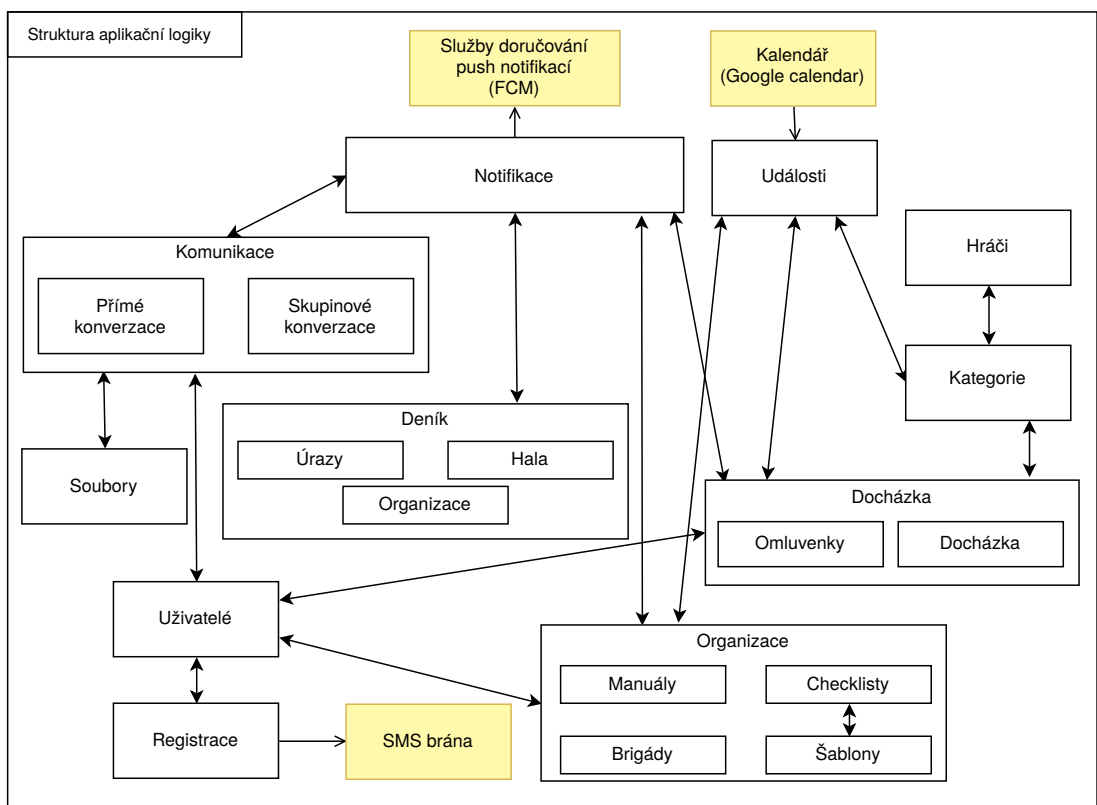 Struktura aplikační logiky
Služby doručování
push notifikací
(FCM)
Kalendář
(Google calendar)
Notifikace
Události
Hráči
Komunikace
Přímé
konverzace
Skupinové
konverzace
Kategorie
Deník
Úrazy
Hala
Organizace
Soubory
Docházka
Omluvenky
Docházka
Uživatelé
Organizace
Manuály
Checklisty
Brigády
Šablony
Registrace
SMS brána